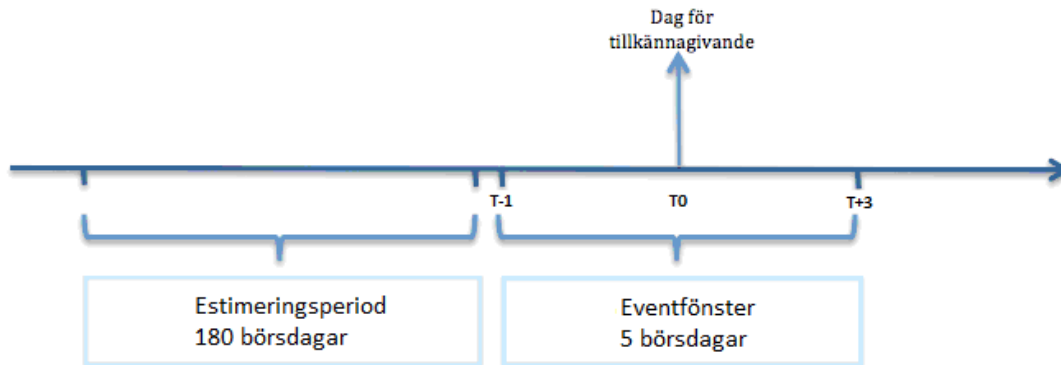 Dag för
tillkännagivande
T-1
T0
T+3
Estimeringsperiod
180 börsdagar
Eventfönster
5 börsdagar